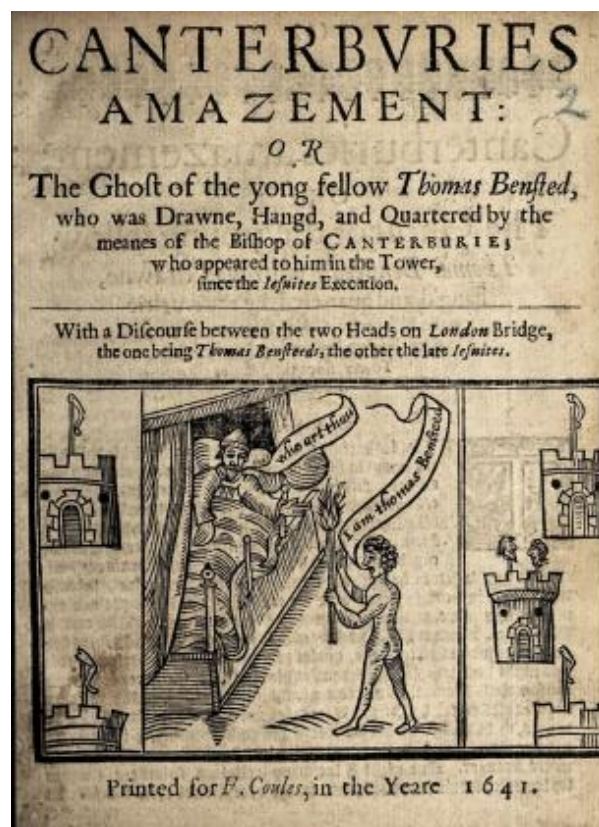 CANTERBVRIES
AMAZEMENT:
OR
The Ghoſt of the yong fellow Thomas Benſted,
who was Drawne, Hangd, and Quartered by the
meanes of the Biſhop of CANTERBURIE;
who appeared to him in the Tower,
ſince the Ieſuites Execution.
With a Diſcourſe between the two Heads on London Bridge,
the one being Thomas Benſteeds, the other the late Ieſuites.
who art thou
I am thomas Bensteed
Printed for F. Coules, in the Yeare 1641.
2